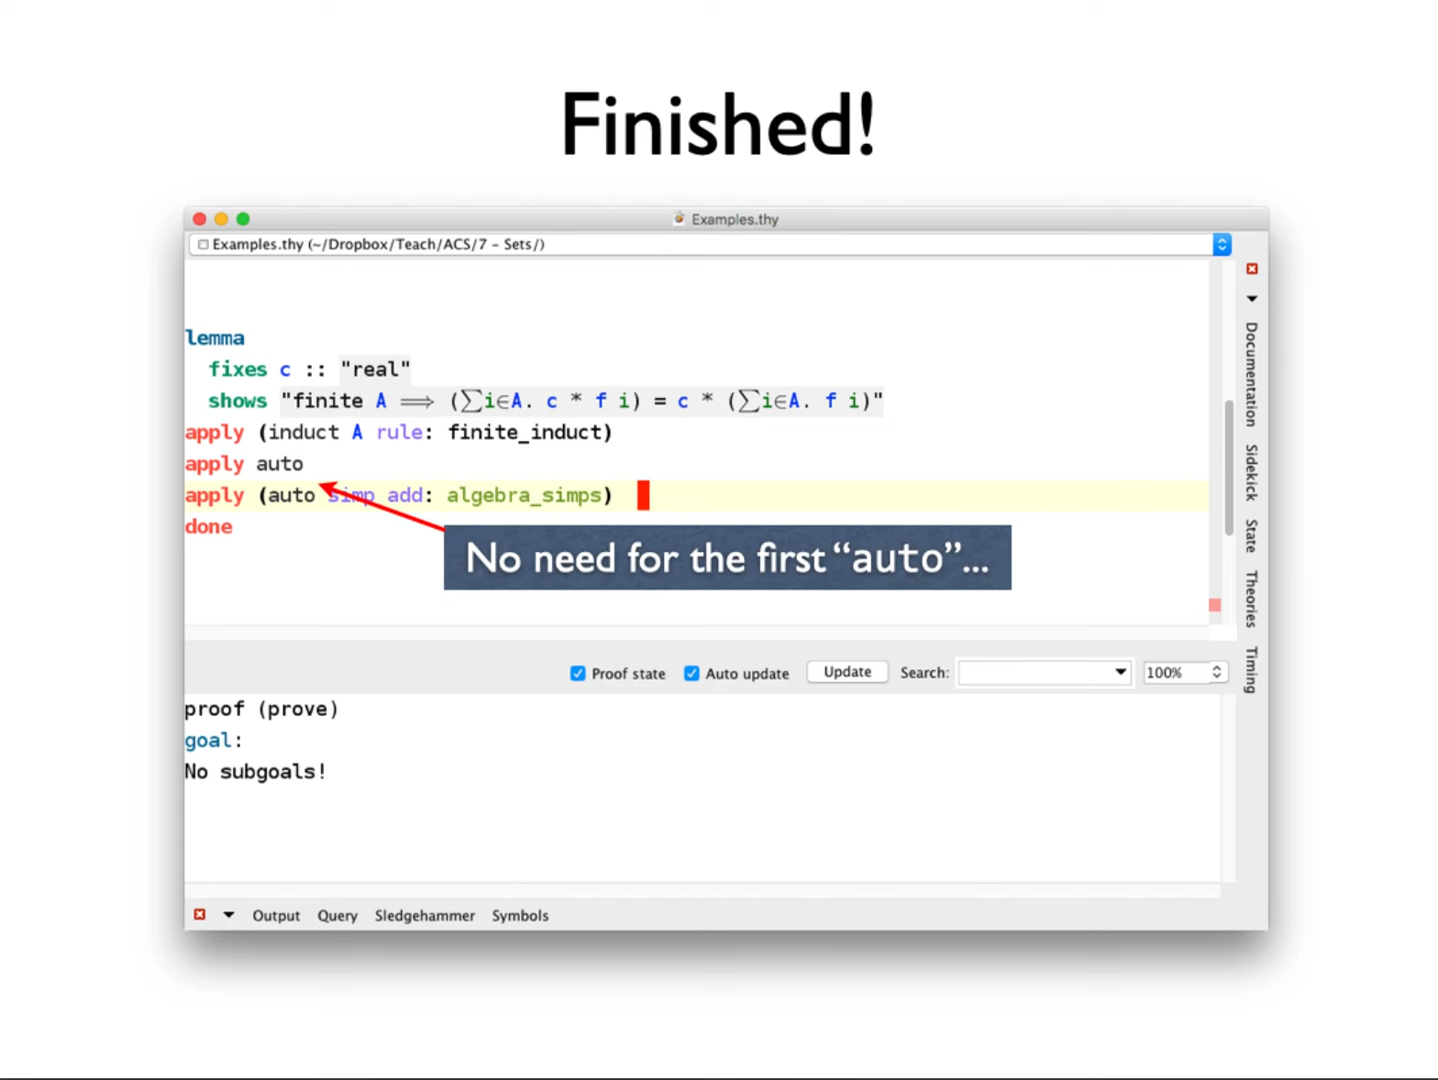 Finished!
Examples.thy
Examples.thy (~/Dropbox/Teach/ACS/7 - Sets/)
lemma
fixes c :: "real"
shows "finite A ⟹ (∑i∈A. c * f i) = c * (∑i∈A. f i)"
apply (induct A rule: finite_induct)
apply auto
apply (auto simp add: algebra_simps)
done
No need for the first “auto”...
Documentation
Sidekick
State
Theories
Timing
Proof state
Auto update
Update
Search:
100%
proof (prove)
goal:
No subgoals!
Output Query Sledgehammer Symbols